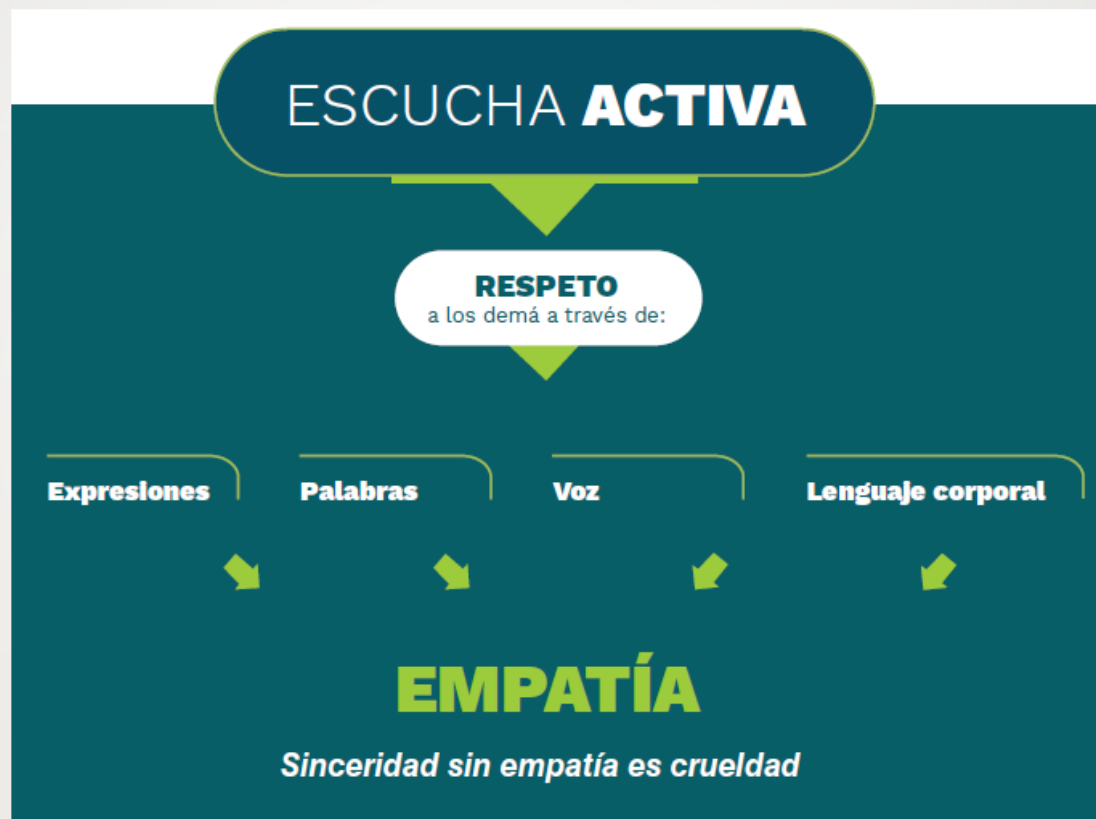 ESCUCHA ACTIVA
RESPETO
a los demá a través de:
Expresiones
Palabras
Voz
Lenguaje corporal
EMPATÍA
Sinceridad sin empatía es crueldad